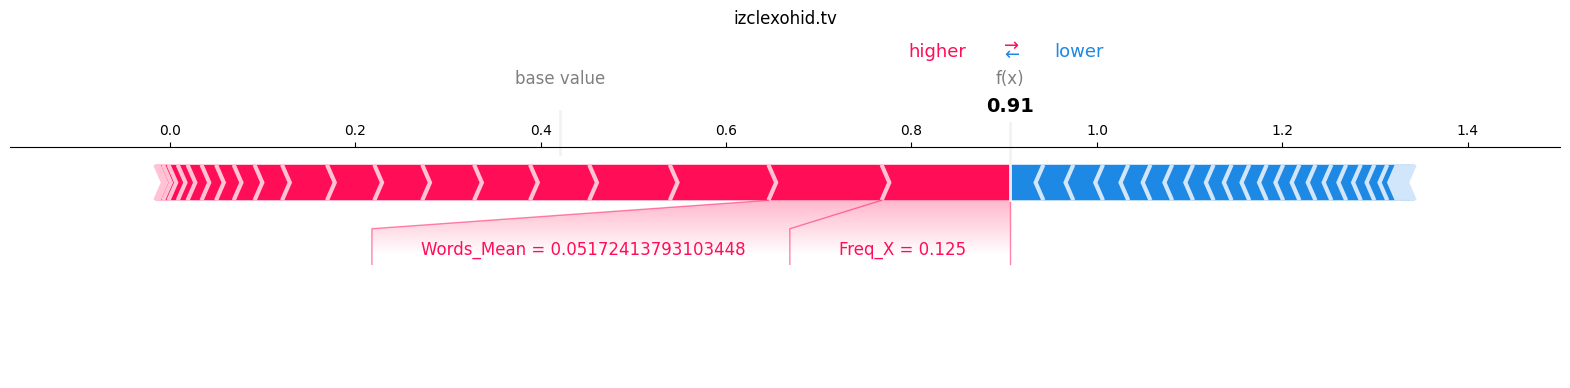 izclexohid.tv
higher → ← lower
base value f(x)
0.91
0.0 0.2 0.4 0.6 0.8 1.0 1.2 1.4
Words_Mean = 0.05172413793103448 Freq_X = 0.125